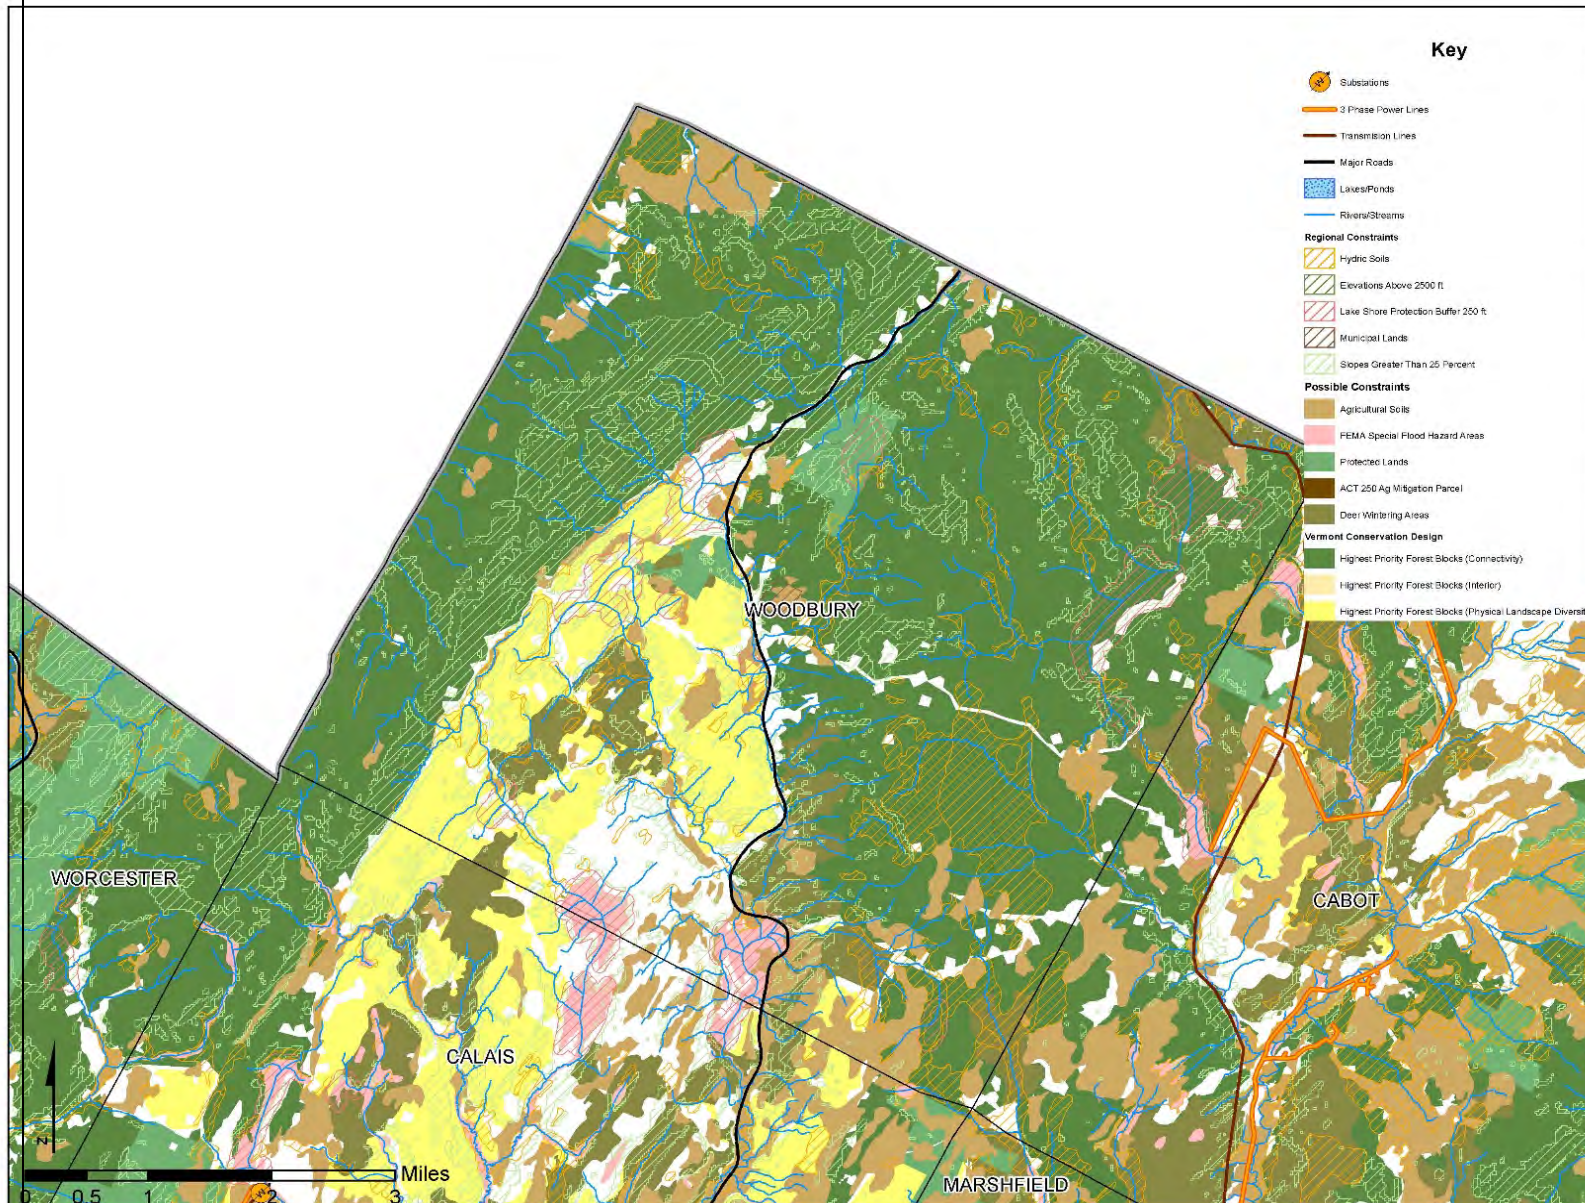 Key
W
Substations
3 Phase Power Lines
Transmision Lines
Major Roads
Lakes/Ponds
Rivers/Streams
Regional Constraints
Hydric Soils
Elevations Above 2500 ft
Lake Shore Protection Buffer 250 ft
Municipal Lands
Slopes Greater Than 25 Percent
Possible Constraints
Agricultural Soils
FEMA Special Flood Hazard Areas
Protected Lands
ACT 250 Ag Mitigation Parcel
Deer Wintering Areas
Vermont Conservation Design
Highest Priority Forest Blocks (Connectivity)
Highest Priority Forest Blocks (Interior)
Highest Priority Forest Blocks (Physical Landscape Diversit
WOODBURY
WORCESTER
CABOT
CALAIS
MARSHFIELD
N
Miles
0 0.5 1 2 3
W